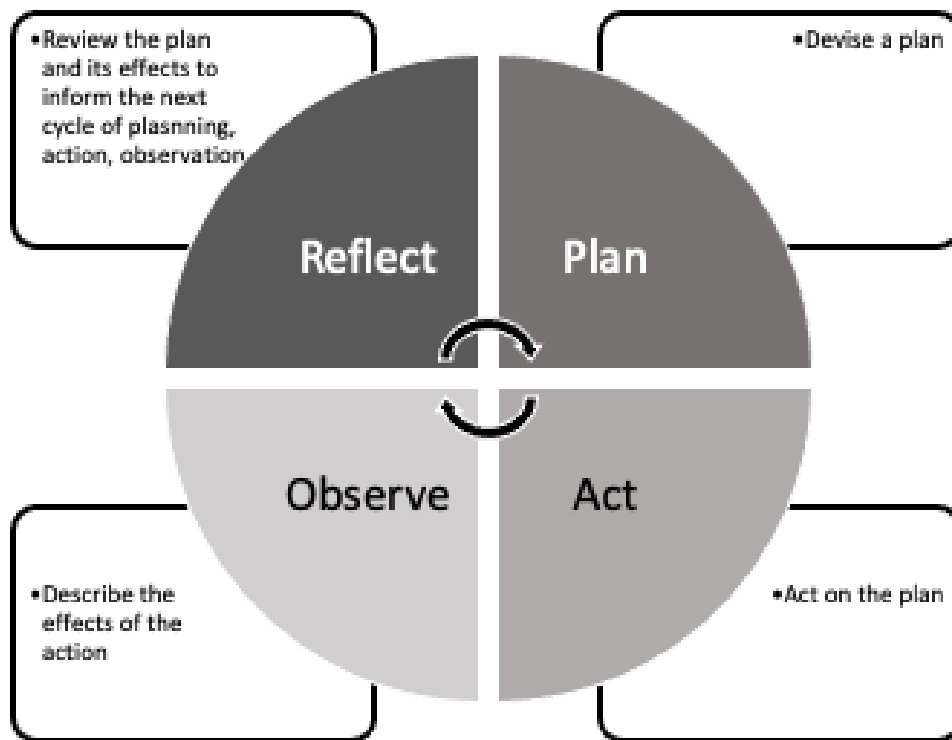 •Review the plan
and its effects to
inform the next
cycle of plasnning,
action, observation
•Devise a plan
Reflect
Plan
Observe
Act
•Describe the
effects of the
action
•Act on the plan